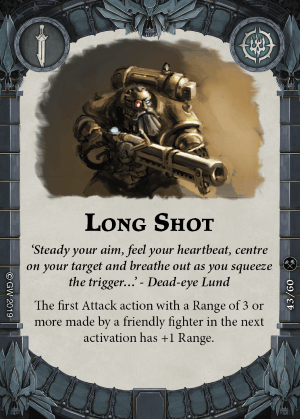 LONG SHOT
‘Steady your aim, feel your heartbeat, centre
on your target and breathe out as you squeeze
the trigger...’ - Dead-eye Lund
The first Attack action with a Range of 3 or
more made by a friendly fighter in the next
activation has +1 Range.
© GW 2019
43/60